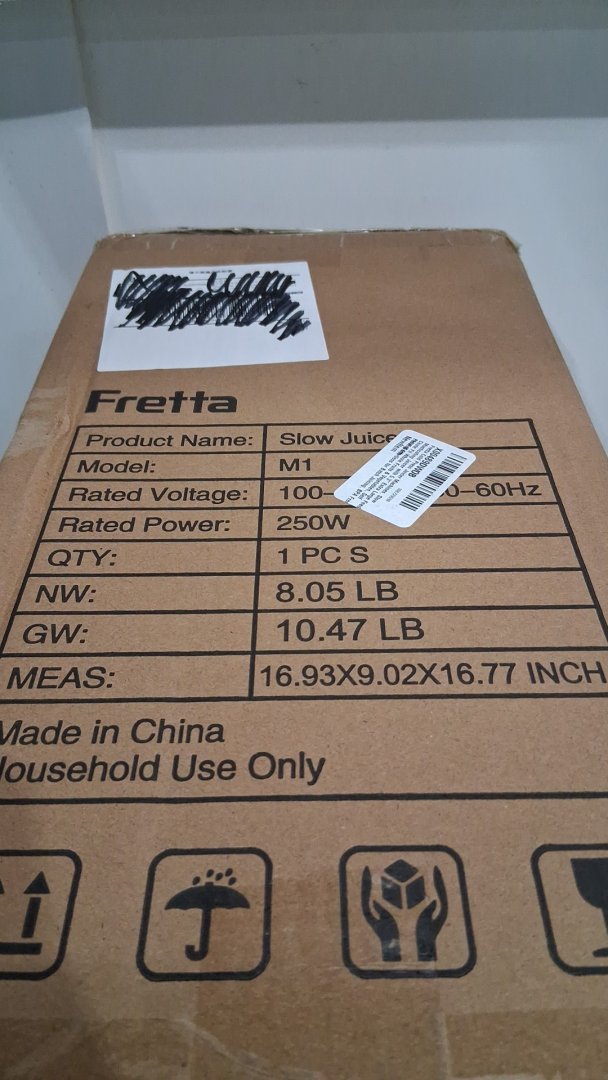 Fretta
Product Name: Slow Juice
Model: M1
Rated Voltage: 100– 0–60Hz
Rated Power: 250W
QTY: 1 PC S
NW: 8.05 LB
GW: 10.47 LB
MEAS: 16.93X9.02X16.77 INCH
Made in China
Household Use Only